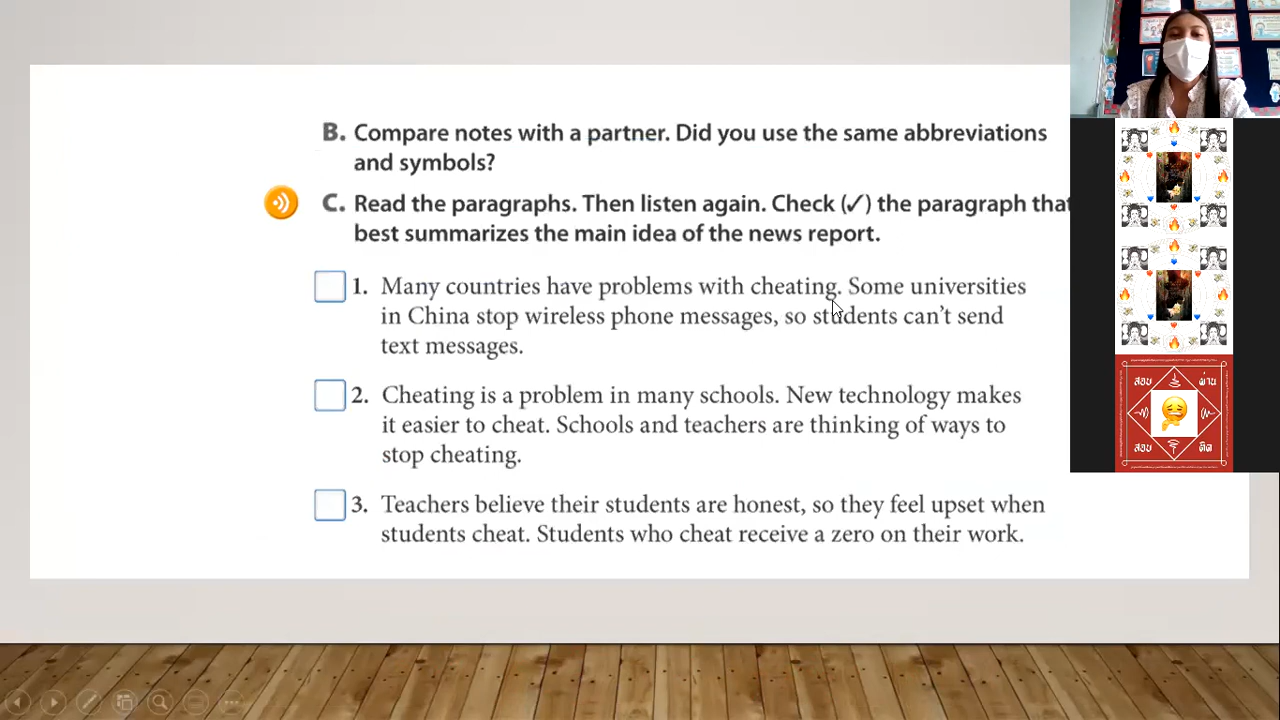 B. Compare notes with a partner. Did you use the same abbreviations
and symbols?
C. Read the paragraphs. Then listen again. Check (✓) the paragraph that
best summarizes the main idea of the news report.
1. Many countries have problems with cheating. Some universities
in China stop wireless phone messages, so students can’t send
text messages.
2. Cheating is a problem in many schools. New technology makes
it easier to cheat. Schools and teachers are thinking of ways to
stop cheating.
3. Teachers believe their students are honest, so they feel upset when
students cheat. Students who cheat receive a zero on their work.
สอบ ผ่าน
สอบ ติด